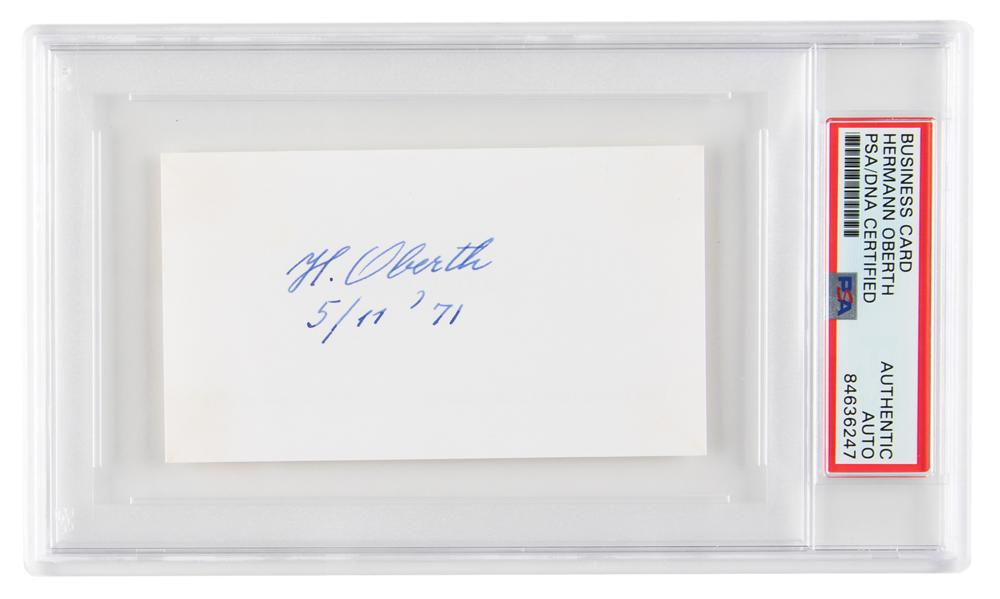 H. Oberth
5/11 '71
BUSINESS CARD
HERMANN OBERTH
PSA/DNA CERTIFIED
PSA
AUTHENTIC
AUTO
84636247